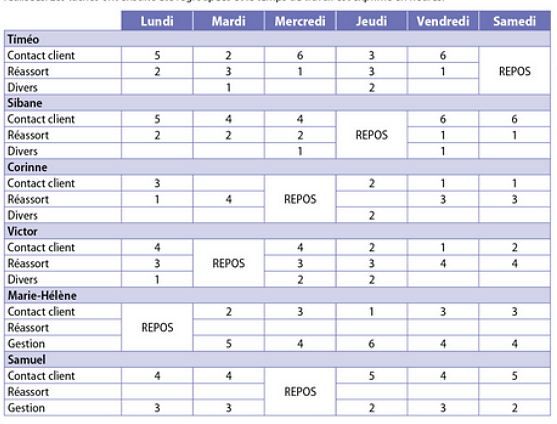 Lundi Mardi Mercredi Jeudi Vendredi Samedi
Timéo
Contact client 5 2 6 3 6
Réassort 2 3 1 3 1 REPOS
Divers 1 2
Sibane
Contact client 5 4 4 6 6
Réassort 2 2 2 REPOS 1 1
Divers 1 1
Corinne
Contact client 3 2 1 1
Réassort 1 4 REPOS 3 3
Divers 2
Victor
Contact client 4 4 2 1 2
Réassort 3 REPOS 3 3 4 4
Divers 1 2 2
Marie-Hélène
Contact client 2 3 1 3 3
Réassort REPOS
Gestion 5 4 6 4 4
Samuel
Contact client 4 4 5 4 5
Réassort REPOS
Gestion 3 3 2 3 2